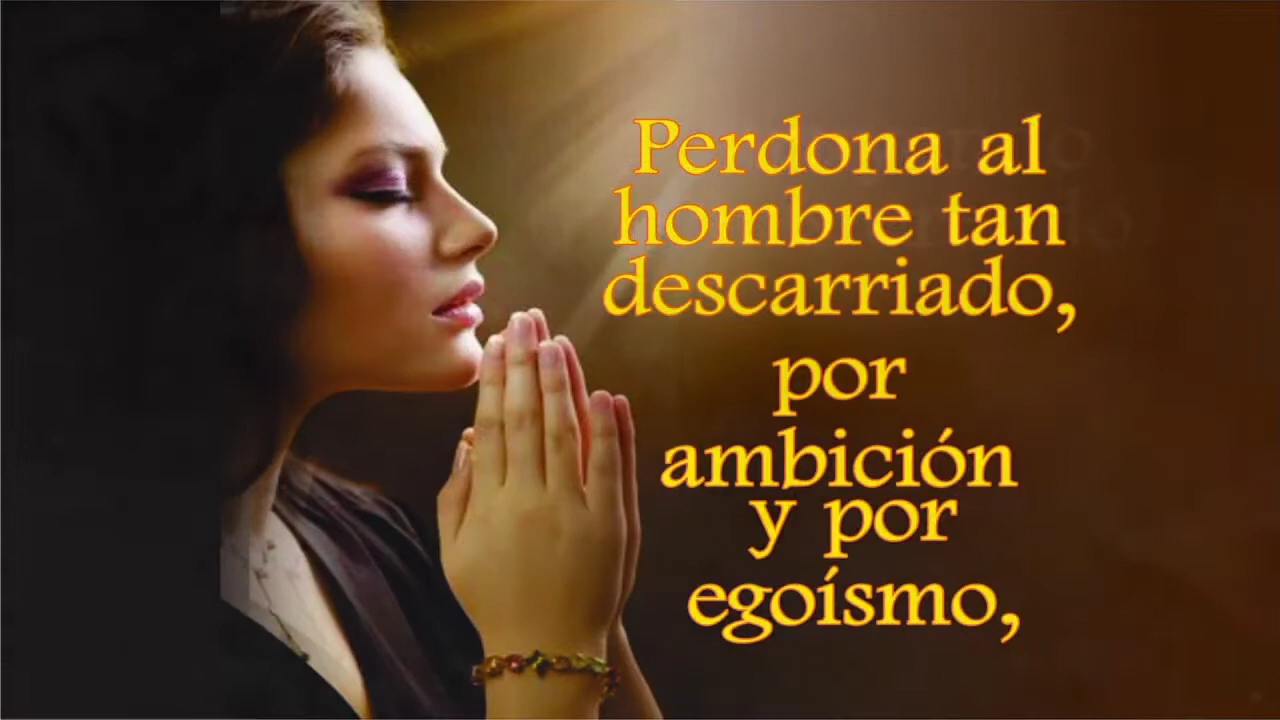 Perdona al
hombre tan
descarriado,
por
ambición
y por
egoísmo,